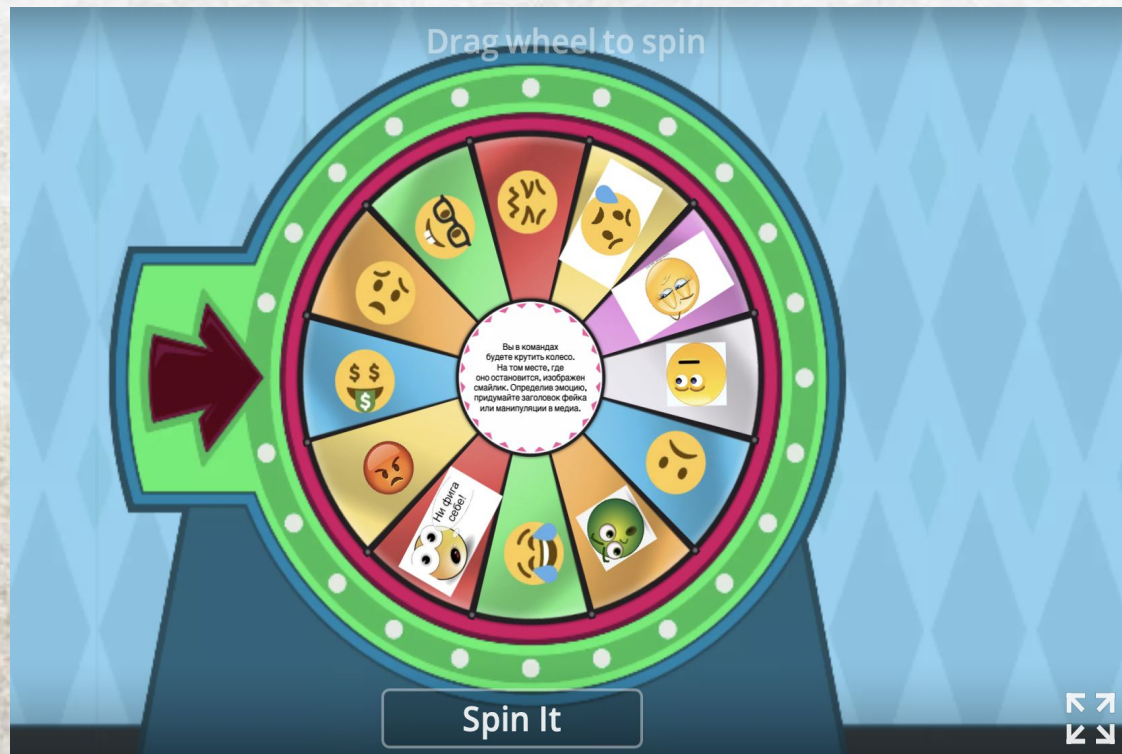 Drag wheel to spin
Вы в командах
будете крутить колесо.
На том месте, где
оно остановится, изображен
смайлик. Определив эмоцию,
придумайте заголовок фейка
или манипуляции в медиа.
$ $
$
Ни фига
себе!
Spin It